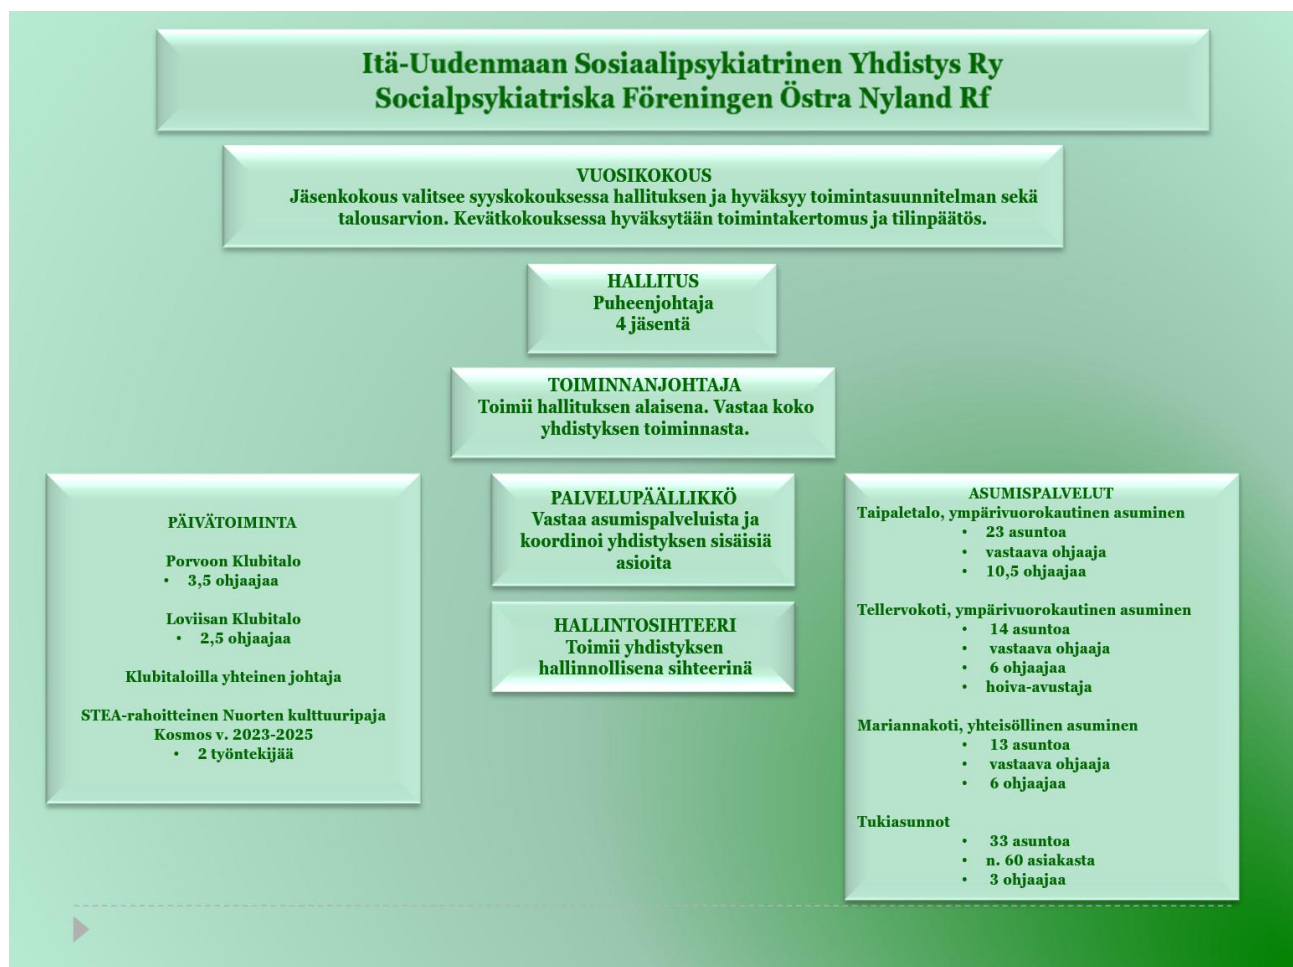 Itä-Uudenmaan Sosiaalipsykiatrinen Yhdistys Ry
Socialpsykiatriska Föreningen Östra Nyland Rf
VUOSIKOKOUS
Jäsenkokous valitsee syyskokouksessa hallituksen ja hyväksyy toimintasuunnitelman sekä
talousarvion. Kevätkokouksessa hyväksytään toimintakertomus ja tilinpäätös.
HALLITUS
Puheenjohtaja
4 jäsentä
TOIMINNANJOHTAJA
Toimii hallituksen alaisena. Vastaa koko
yhdistyksen toiminnasta.
PÄIVÄTOIMINTA
Porvoon Klubitalo
• 3,5 ohjaajaa
Loviisan Klubitalo
• 2,5 ohjaajaa
Klubitaloilla yhteinen johtaja
STEA-rahoitteinen Nuorten kulttuuripaja
Kosmos v. 2023-2025
• 2 työntekijää
PALVELUPÄÄLLIKKÖ
Vastaa asumispalveluista ja
koordinoi yhdistyksen sisäisiä
asioita
HALLINTOSIHTEERI
Toimii yhdistyksen
hallinnollisena sihteerinä
ASUMISPALVELUT
Taipaletalo, ympärivuorokautinen asuminen
• 23 asuntoa
• vastaava ohjaaja
• 10,5 ohjaajaa
Tellervokoti, ympärivuorokautinen asuminen
• 14 asuntoa
• vastaava ohjaaja
• 6 ohjaajaa
• hoiva-avustaja
Mariannakoti, yhteisöllinen asuminen
• 13 asuntoa
• vastaava ohjaaja
• 6 ohjaajaa
Tukiasunnot
• 33 asuntoa
• n. 60 asiakasta
• 3 ohjaajaa